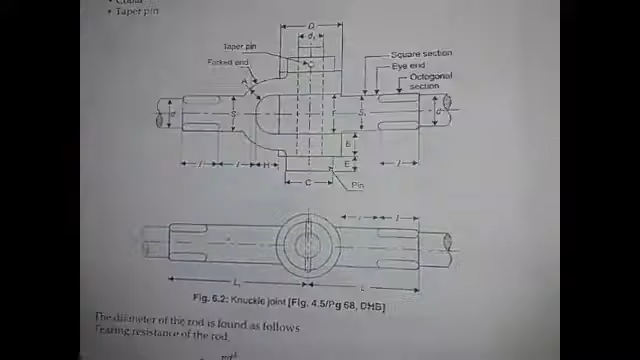 • Taper pin
D
d₁
Taper pin
Square section
Forked end
Eye end
Octogonal
section
A
d
S
F
S
d
B
E
l
l
H
l
C
Pin
l
l
L
L
Fig. 6.2: Knuckle joint [Fig. 4.5/Pg 68, DHB]
The diameter of the rod is found as follows
Tearing resistance of the rod